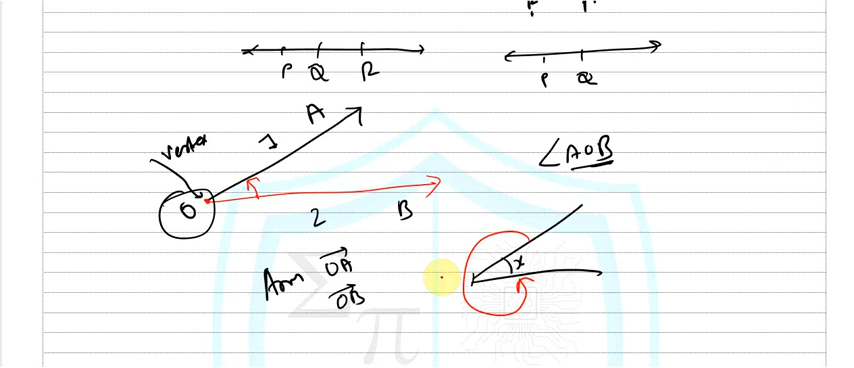 P Q R
P Q
A
1
vertex
∠AOB
O
2 B
x
Arm OA
OB
Σ
π